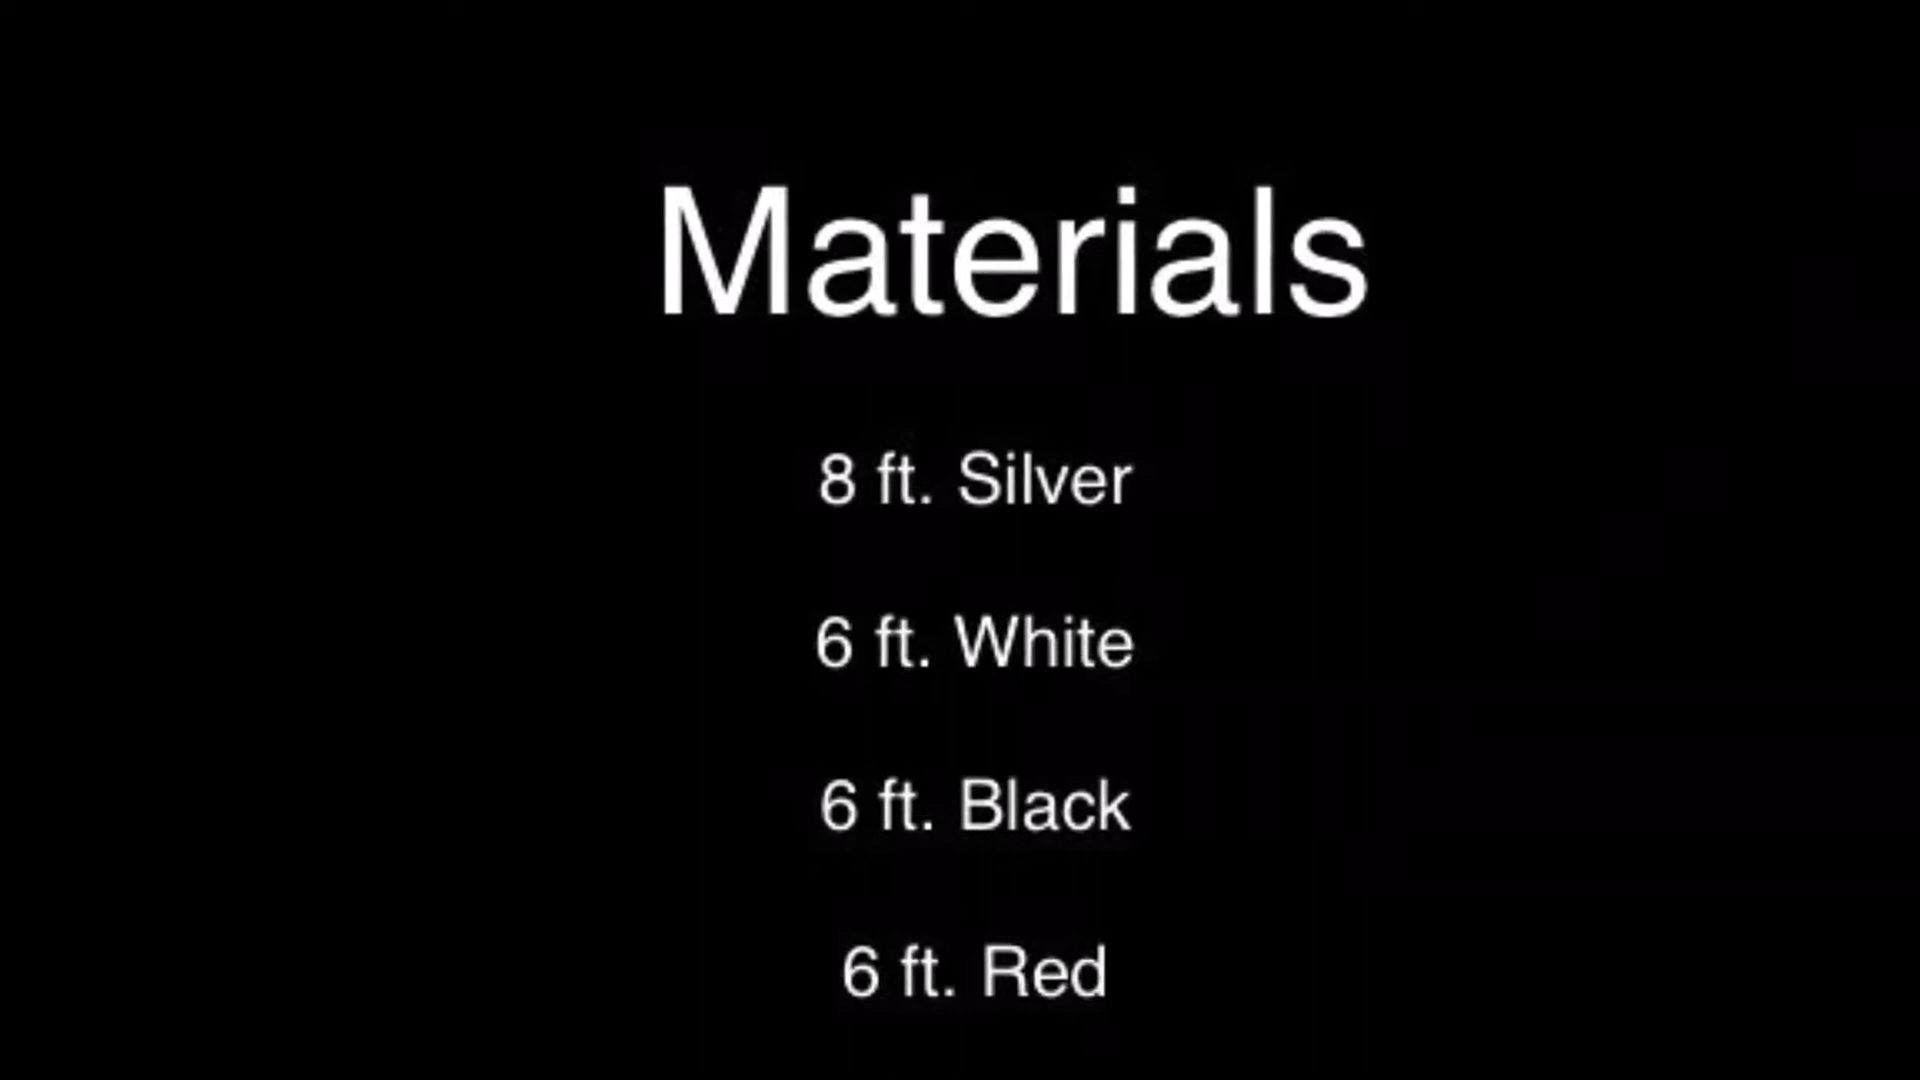 Materials
8 ft. Silver
6 ft. White
6 ft. Black
6 ft. Red